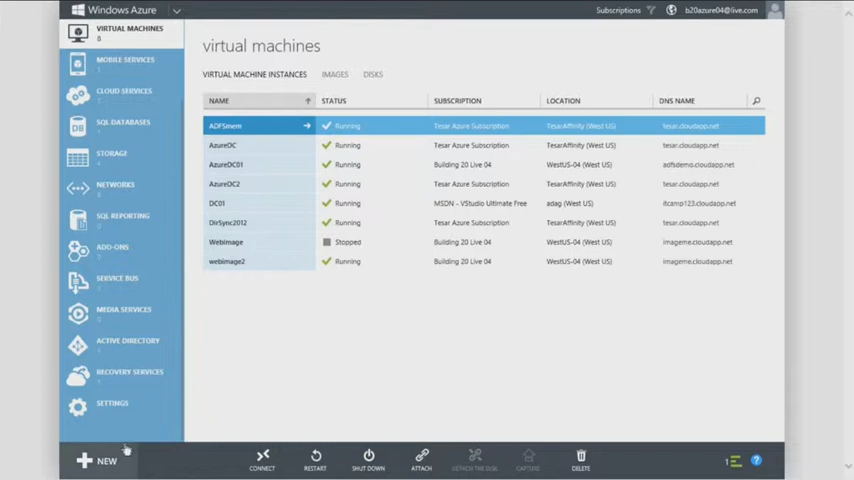 Windows Azure
Subscriptions
b20azure04@live.com
VIRTUAL MACHINES
8
MOBILE SERVICES
CLOUD SERVICES
SQL DATABASES
STORAGE
NETWORKS
SQL REPORTING
ADD-ONS
SERVICE BUS
MEDIA SERVICES
ACTIVE DIRECTORY
RECOVERY SERVICES
SETTINGS
NEW
virtual machines
VIRTUAL MACHINE INSTANCES IMAGES DISKS
NAME STATUS SUBSCRIPTION LOCATION DNS NAME
ADFSmem Running Tesar Azure Subscription TesarAffinity (West US) tesar.cloudapp.net
AzureDC Running Tesar Azure Subscription TesarAffinity (West US) tesar.cloudapp.net
AzureDC01 Running Building 20 Live 04 WestUS-04 (West US) adfsdemo.cloudapp.net
AzureDC2 Running Tesar Azure Subscription TesarAffinity (West US) tesar.cloudapp.net
DC01 Running MSDN - VStudio Ultimate Free adag (West US) itcamp123.cloudapp.net
DirSync2012 Running Tesar Azure Subscription TesarAffinity (West US) tesar.cloudapp.net
WebImage Stopped Building 20 Live 04 WestUS-04 (West US) imageme.cloudapp.net
webimage2 Running Building 20 Live 04 WestUS-04 (West US) imageme.cloudapp.net
CONNECT RESTART SHUT DOWN ATTACH DETACH THE DISK CAPTURE DELETE
1 ?